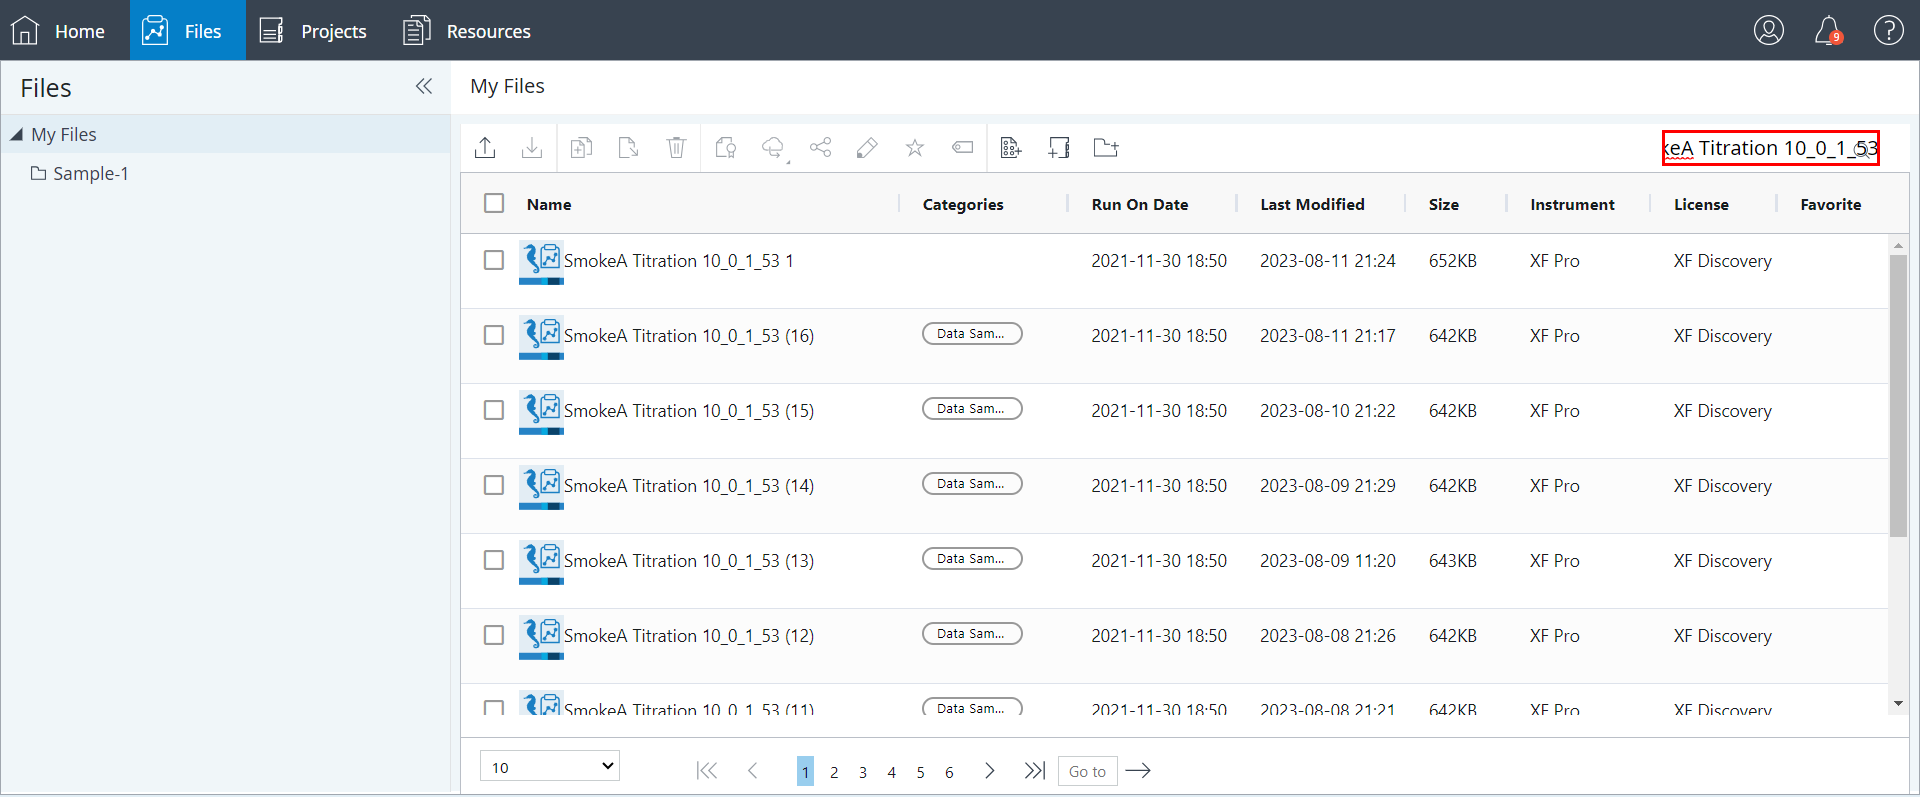 Home Files Projects Resources 9 ?
Files My Files
My Files
Sample-1
keA Titration 10_0_1_53
Name Categories Run On Date Last Modified Size Instrument License Favorite
SmokeA Titration 10_0_1_53 1 2021-11-30 18:50 2023-08-11 21:24 652KB XF Pro XF Discovery
SmokeA Titration 10_0_1_53 (16) Data Sam... 2021-11-30 18:50 2023-08-11 21:17 642KB XF Pro XF Discovery
SmokeA Titration 10_0_1_53 (15) Data Sam... 2021-11-30 18:50 2023-08-10 21:22 642KB XF Pro XF Discovery
SmokeA Titration 10_0_1_53 (14) Data Sam... 2021-11-30 18:50 2023-08-09 21:29 642KB XF Pro XF Discovery
SmokeA Titration 10_0_1_53 (13) Data Sam... 2021-11-30 18:50 2023-08-09 11:20 643KB XF Pro XF Discovery
SmokeA Titration 10_0_1_53 (12) Data Sam... 2021-11-30 18:50 2023-08-08 21:26 642KB XF Pro XF Discovery
SmokeA Titration 10_0_1_53 (11) Data Sam... 2021-11-30 18:50 2023-08-08 21:21 642KB XF Pro XF Discovery
10 1 2 3 4 5 6 Go to